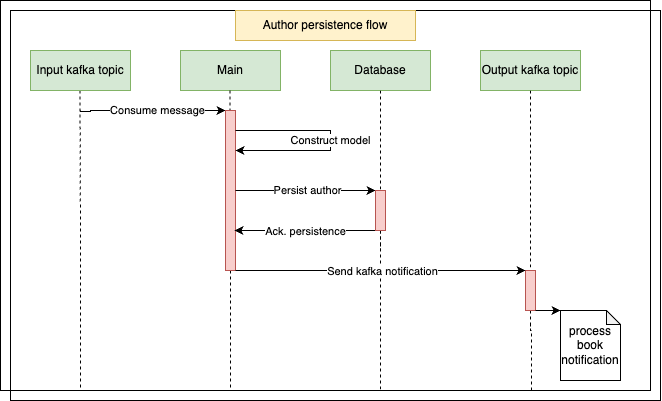 Author persistence flow
Input kafka topic
Main
Database
Output kafka topic
Consume message
Construct model
Persist author
Ack. persistence
Send kafka notification
process
book
notification